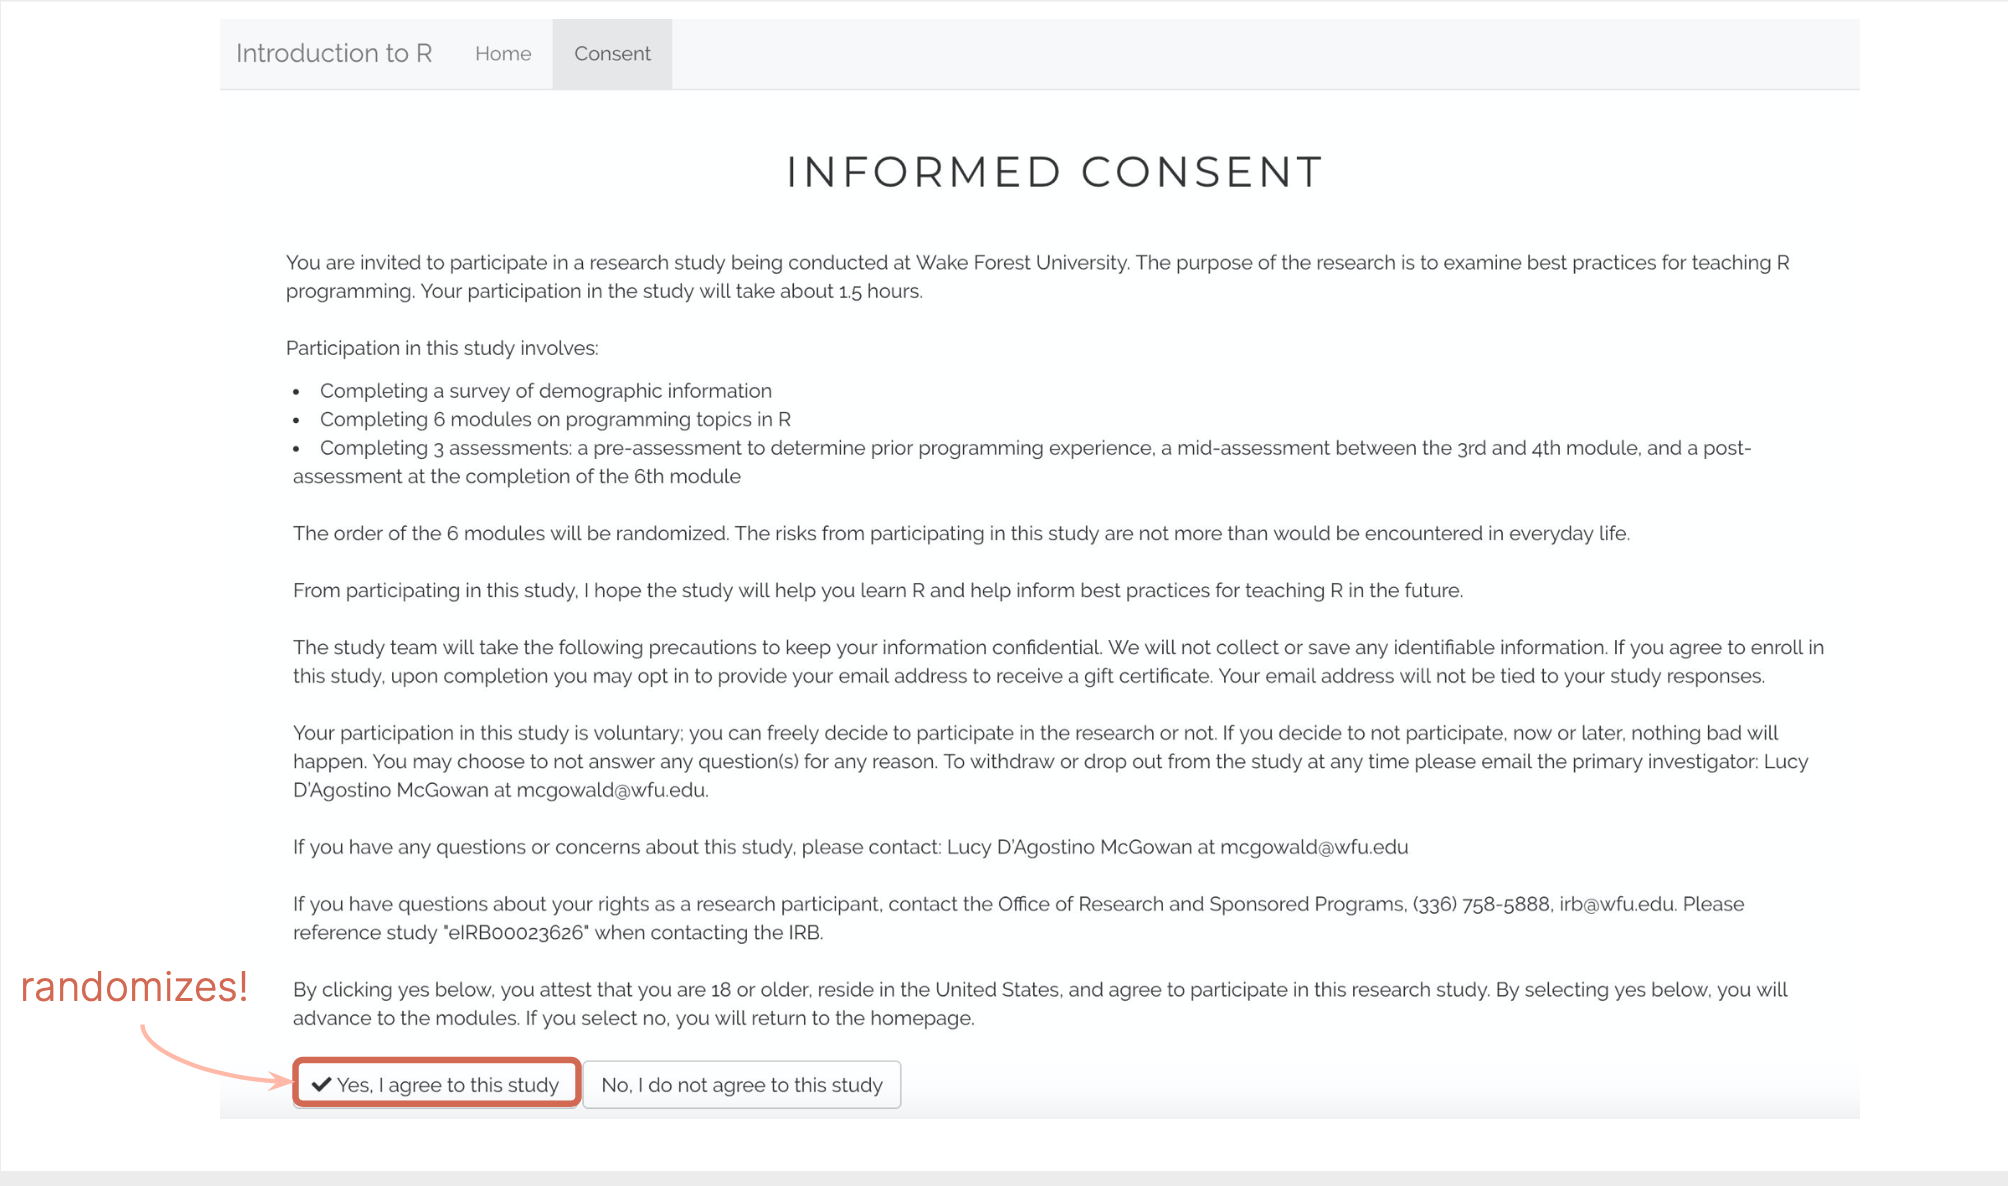 Introduction to R Home Consent
INFORMED CONSENT
You are invited to participate in a research study being conducted at Wake Forest University. The purpose of the research is to examine best practices for teaching R
programming. Your participation in the study will take about 1.5 hours.
Participation in this study involves:
• Completing a survey of demographic information
• Completing 6 modules on programming topics in R
• Completing 3 assessments: a pre-assessment to determine prior programming experience, a mid-assessment between the 3rd and 4th module, and a post-
assessment at the completion of the 6th module
The order of the 6 modules will be randomized. The risks from participating in this study are not more than would be encountered in everyday life.
From participating in this study, I hope the study will help you learn R and help inform best practices for teaching R in the future.
The study team will take the following precautions to keep your information confidential. We will not collect or save any identifiable information. If you agree to enroll in
this study, upon completion you may opt in to provide your email address to receive a gift certificate. Your email address will not be tied to your study responses.
Your participation in this study is voluntary; you can freely decide to participate in the research or not. If you decide to not participate, now or later, nothing bad will
happen. You may choose to not answer any question(s) for any reason. To withdraw or drop out from the study at any time please email the primary investigator: Lucy
D'Agostino McGowan at mcgowald@wfu.edu.
If you have any questions or concerns about this study, please contact: Lucy D'Agostino McGowan at mcgowald@wfu.edu
If you have questions about your rights as a research participant, contact the Office of Research and Sponsored Programs, (336) 758-5888, irb@wfu.edu. Please
reference study "eIRB00023626" when contacting the IRB.
randomizes!
By clicking yes below, you attest that you are 18 or older, reside in the United States, and agree to participate in this research study. By selecting yes below, you will
advance to the modules. If you select no, you will return to the homepage.
✔ Yes, I agree to this study No, I do not agree to this study